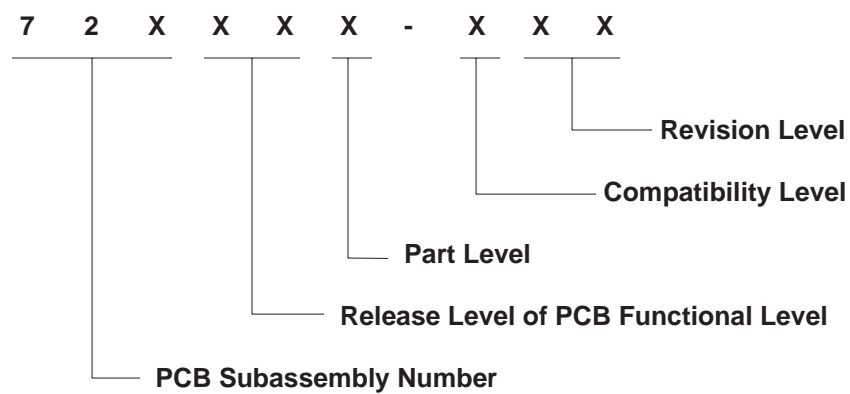 7 2 X X X X - X X X
Revision Level
Compatibility Level
Part Level
Release Level of PCB Functional Level
PCB Subassembly Number